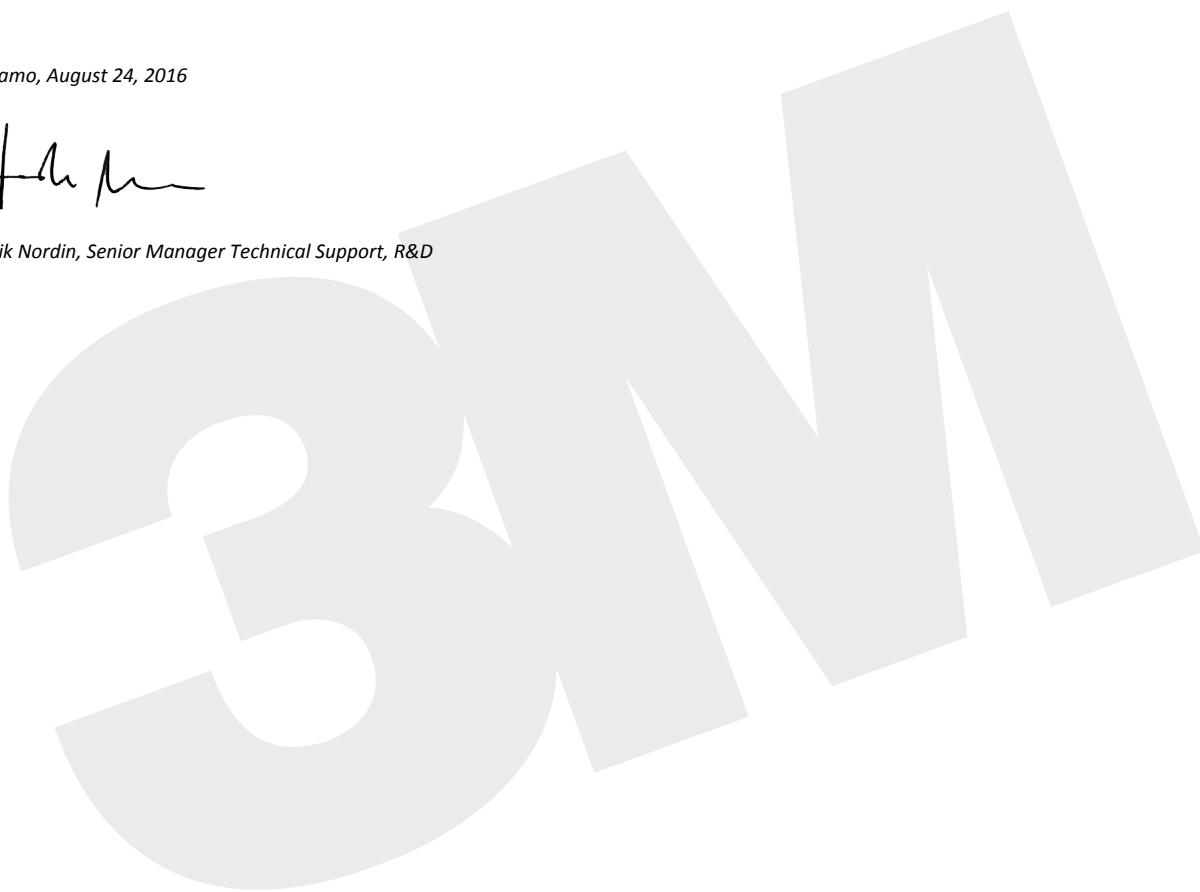 amo, August 24, 2016
ik Nordin, Senior Manager Technical Support, R&D
3M